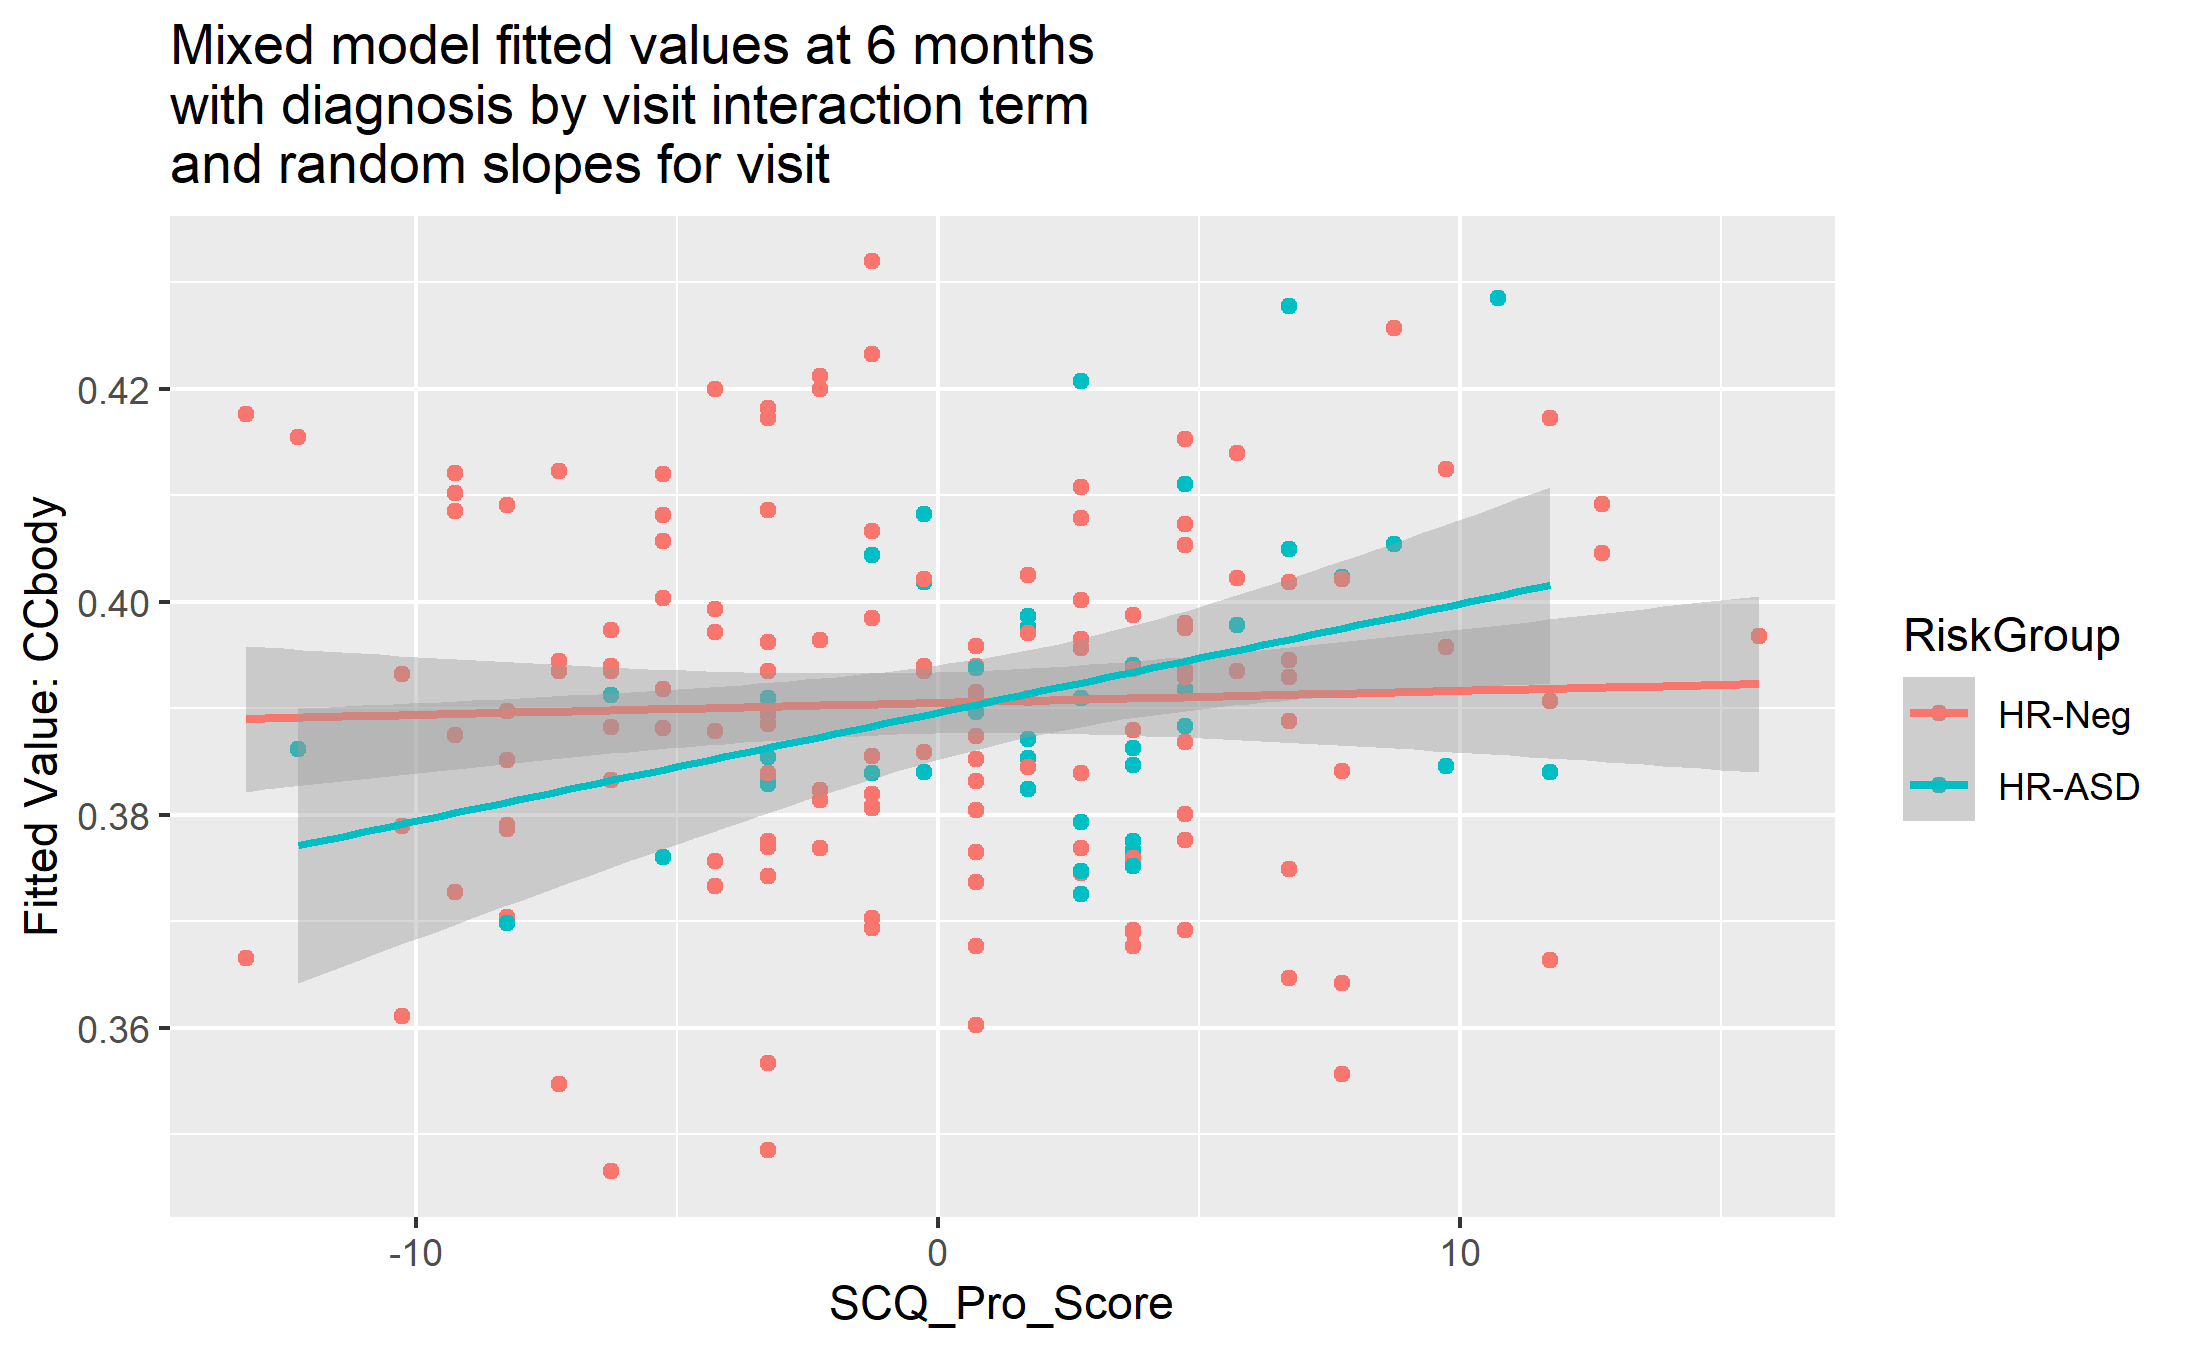 Mixed model fitted values at 6 months
with diagnosis by visit interaction term
and random slopes for visit
Fitted Value: CCbody
0.42
0.40
0.38
0.36
-10
0
10
SCQ_Pro_Score
RiskGroup
HR-Neg
HR-ASD